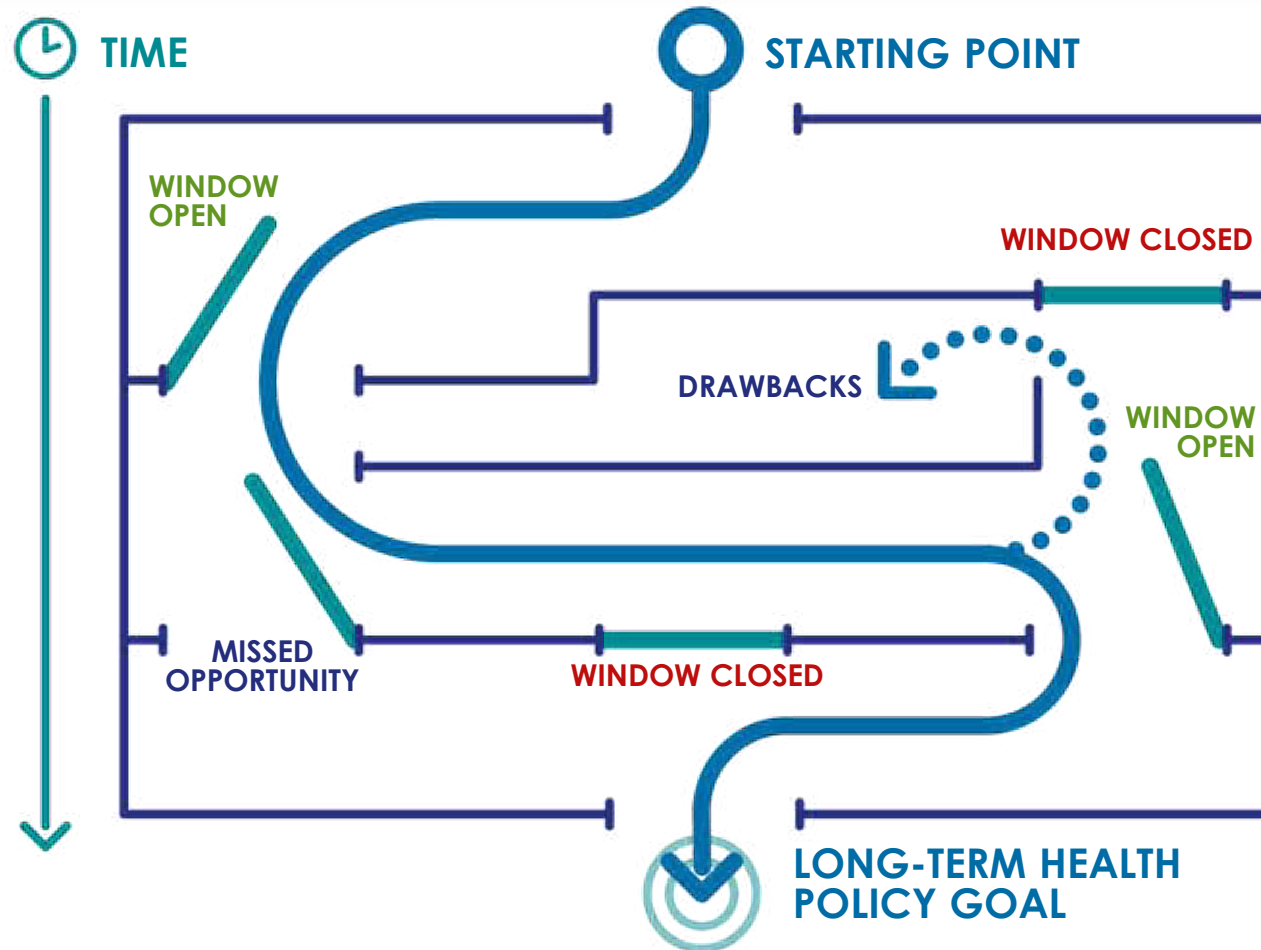 TIME
STARTING POINT
WINDOW
OPEN
WINDOW CLOSED
DRAWBACKS
WINDOW
OPEN
MISSED
OPPORTUNITY
WINDOW CLOSED
LONG-TERM HEALTH
POLICY GOAL